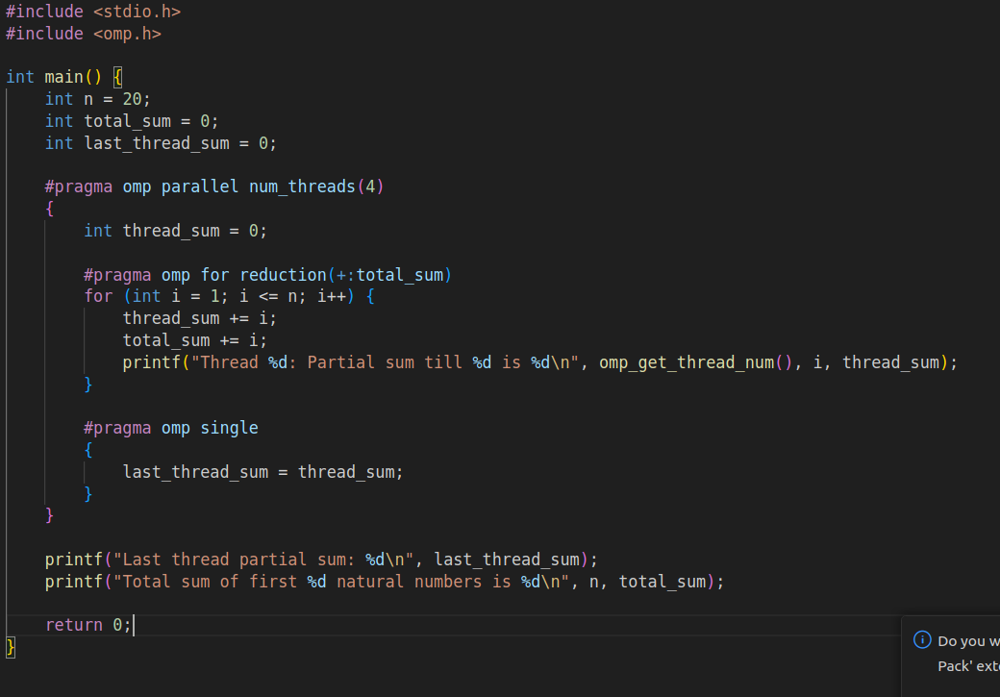 #include <stdio.h>
#include <omp.h>

int main() {
    int n = 20;
    int total_sum = 0;
    int last_thread_sum = 0;

    #pragma omp parallel num_threads(4)
    {
        int thread_sum = 0;

        #pragma omp for reduction(+:total_sum)
        for (int i = 1; i <= n; i++) {
            thread_sum += i;
            total_sum += i;
            printf("Thread %d: Partial sum till %d is %d\n", omp_get_thread_num(), i, thread_sum);
        }

        #pragma omp single
        {
            last_thread_sum = thread_sum;
        }
    }

    printf("Last thread partial sum: %d\n", last_thread_sum);
    printf("Total sum of first %d natural numbers is %d\n", n, total_sum);

    return 0;
}
Do you
Pack'